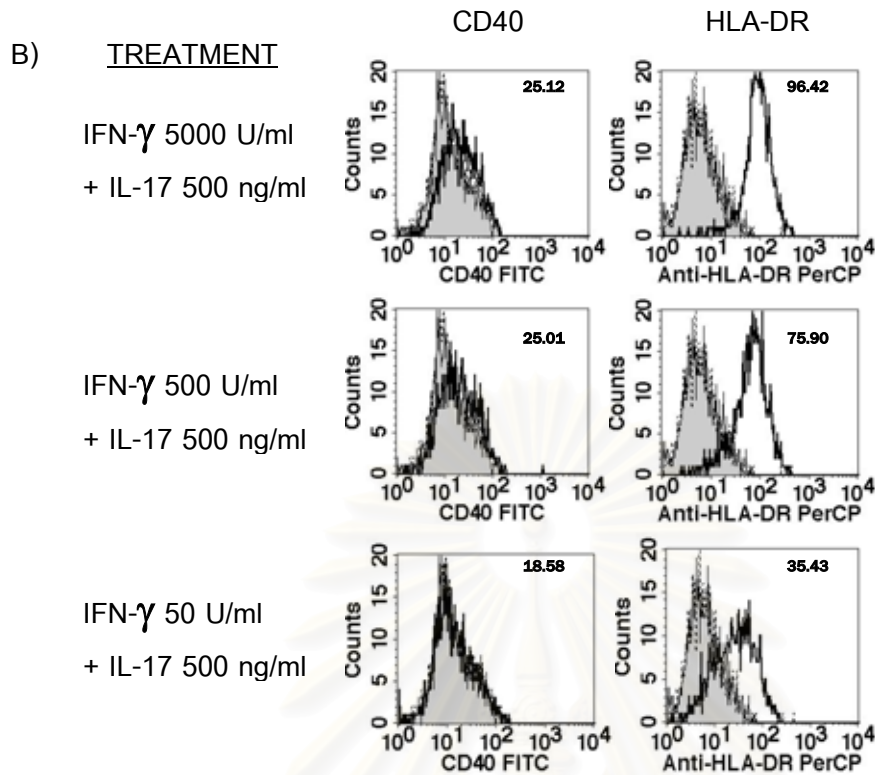 CD40 HLA-DR
B) TREATMENT
IFN-γ 5000 U/ml
+ IL-17 500 ng/ml
20
15
10
5
0
Counts
25.12
10⁰ 10¹ 10² 10³ 10⁴
CD40 FITC
20
15
10
5
0
Counts
96.42
10⁰ 10¹ 10² 10³ 10⁴
Anti-HLA-DR PerCP
IFN-γ 500 U/ml
+ IL-17 500 ng/ml
20
15
10
5
0
Counts
25.01
10⁰ 10¹ 10² 10³ 10⁴
CD40 FITC
20
15
10
5
0
Counts
75.90
10⁰ 10¹ 10² 10³ 10⁴
Anti-HLA-DR PerCP
IFN-γ 50 U/ml
+ IL-17 500 ng/ml
20
15
10
5
0
Counts
18.58
10⁰ 10¹ 10² 10³ 10⁴
CD40 FITC
20
15
10
5
0
Counts
35.43
10⁰ 10¹ 10² 10³ 10⁴
Anti-HLA-DR PerCP